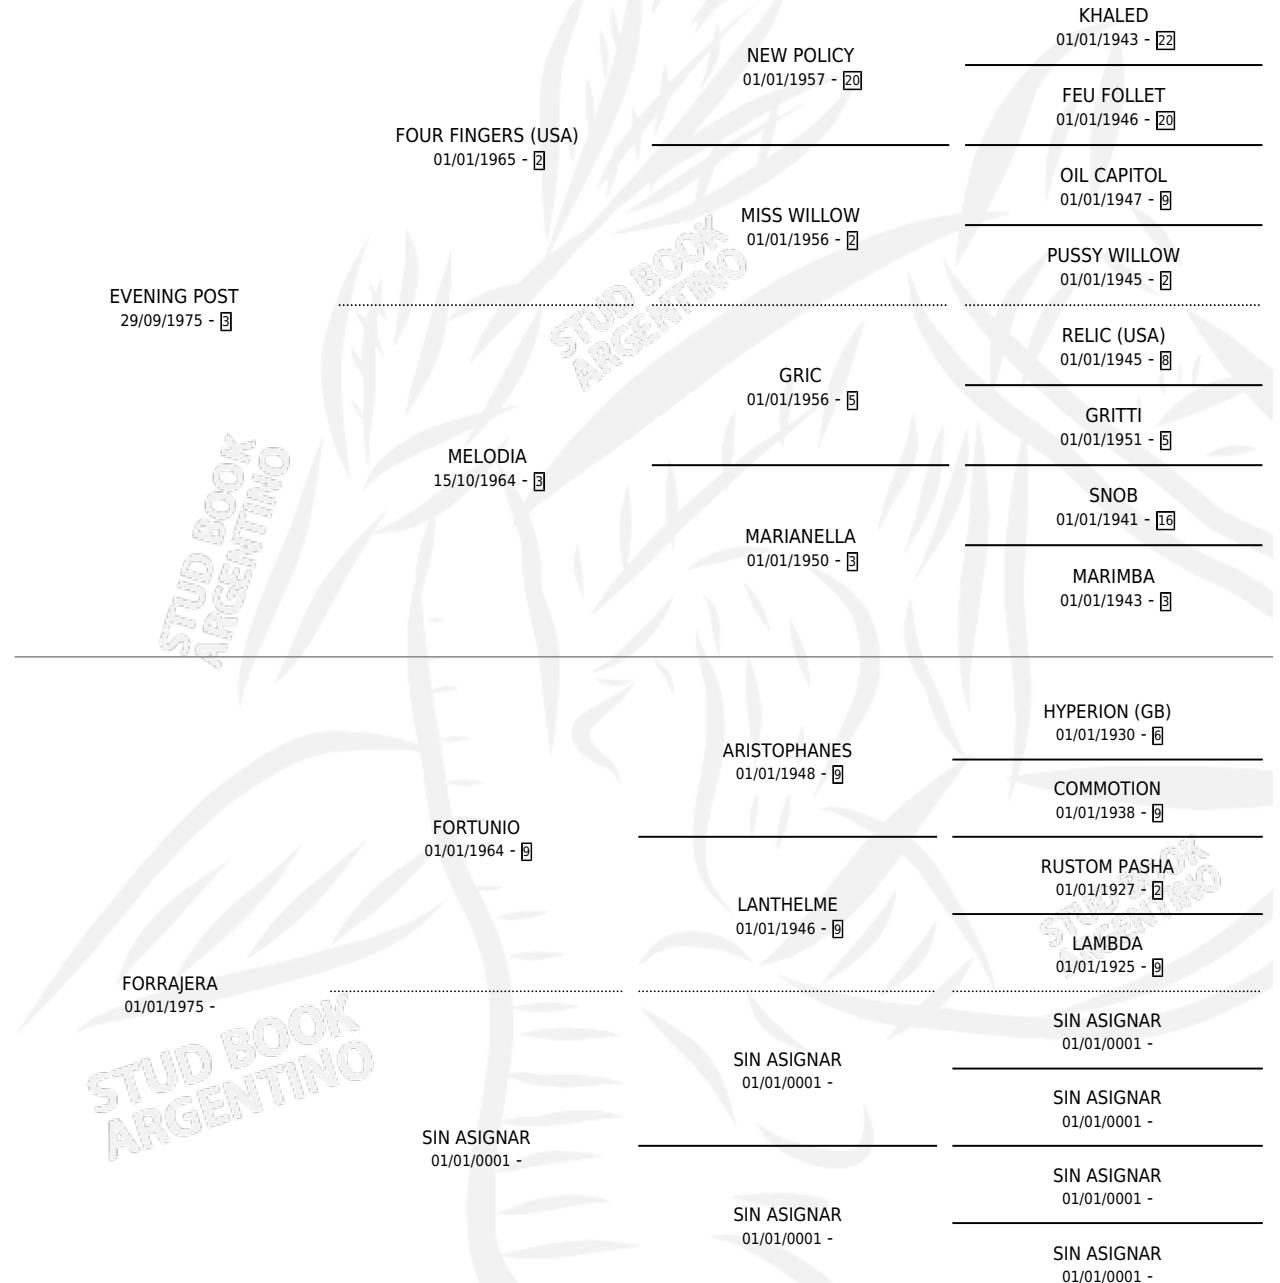 KHALED
01/01/1943 - 22
NEW POLICY
01/01/1957 - 20
FEU FOLLET
01/01/1946 - 20
FOUR FINGERS (USA)
01/01/1965 - 2
OIL CAPITOL
01/01/1947 - 9
MISS WILLOW
01/01/1956 - 2
PUSSY WILLOW
01/01/1945 - 2
EVENING POST
29/09/1975 - 3
STUD BOOK
ARGENTINO
RELIC (USA)
01/01/1945 - 8
GRIC
01/01/1956 - 5
GRITTI
01/01/1951 - 5
MELODIA
15/10/1964 - 3
SNOB
01/01/1941 - 16
MARIANELLA
01/01/1950 - 3
MARIMBA
01/01/1943 - 3
STUD BOOK
ARGENTINO
HYPERION (GB)
01/01/1930 - 6
ARISTOPHANES
01/01/1948 - 9
COMMOTION
01/01/1938 - 9
FORTUNIO
01/01/1964 - 9
RUSTOM PASHA
01/01/1927 - 2
LANTHELME
01/01/1946 - 9
STUD BOOK
ARGENTINO
LAMBDA
01/01/1925 - 9
FORRAJERA
01/01/1975 -
SIN ASIGNAR
01/01/0001 -
SIN ASIGNAR
01/01/0001 -
STUD BOOK
ARGENTINO
SIN ASIGNAR
01/01/0001 -
SIN ASIGNAR
01/01/0001 -
SIN ASIGNAR
01/01/0001 -
SIN ASIGNAR
01/01/0001 -
SIN ASIGNAR
01/01/0001 -